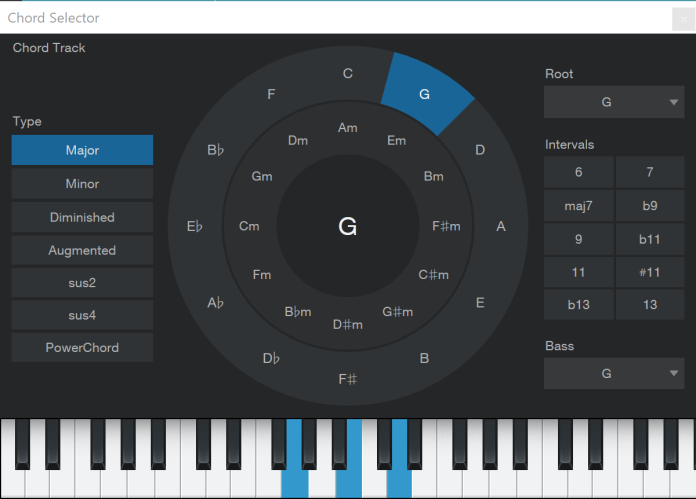 Chord Selector
Chord Track
Type
Major
Minor
Diminished
Augmented
sus2
sus4
PowerChord
C
G
D
A
E
B
F♯
D♭
A♭
E♭
B♭
F
Am
Em
Bm
F♯m
C♯m
G♯m
D♯m
B♭m
Fm
Cm
Gm
Dm
G
Root
G
Intervals
6 7
maj7 b9
9 b11
11 #11
b13 13
Bass
G